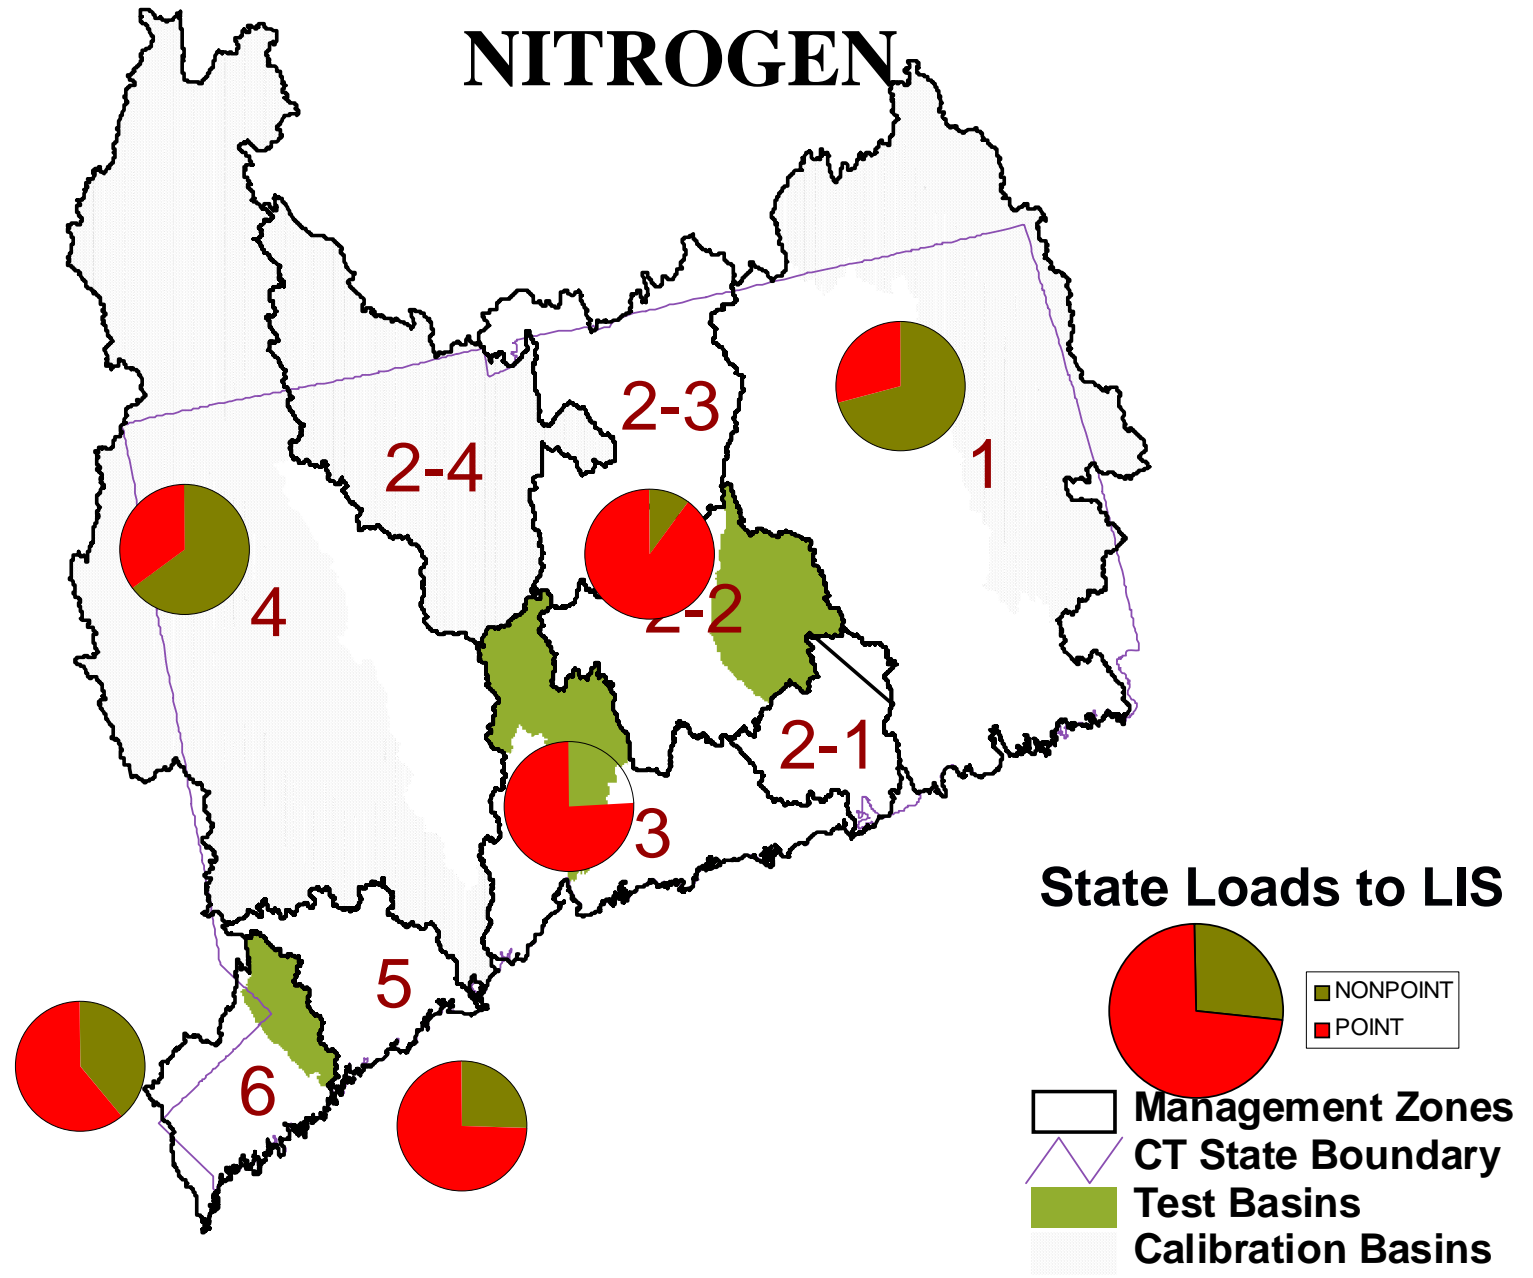 NITROGEN
2-3
1
2-4
4
2-2
2-1
3
5
6
State Loads to LIS
NONPOINT
POINT
Management Zones
CT State Boundary
Test Basins
Calibration Basins